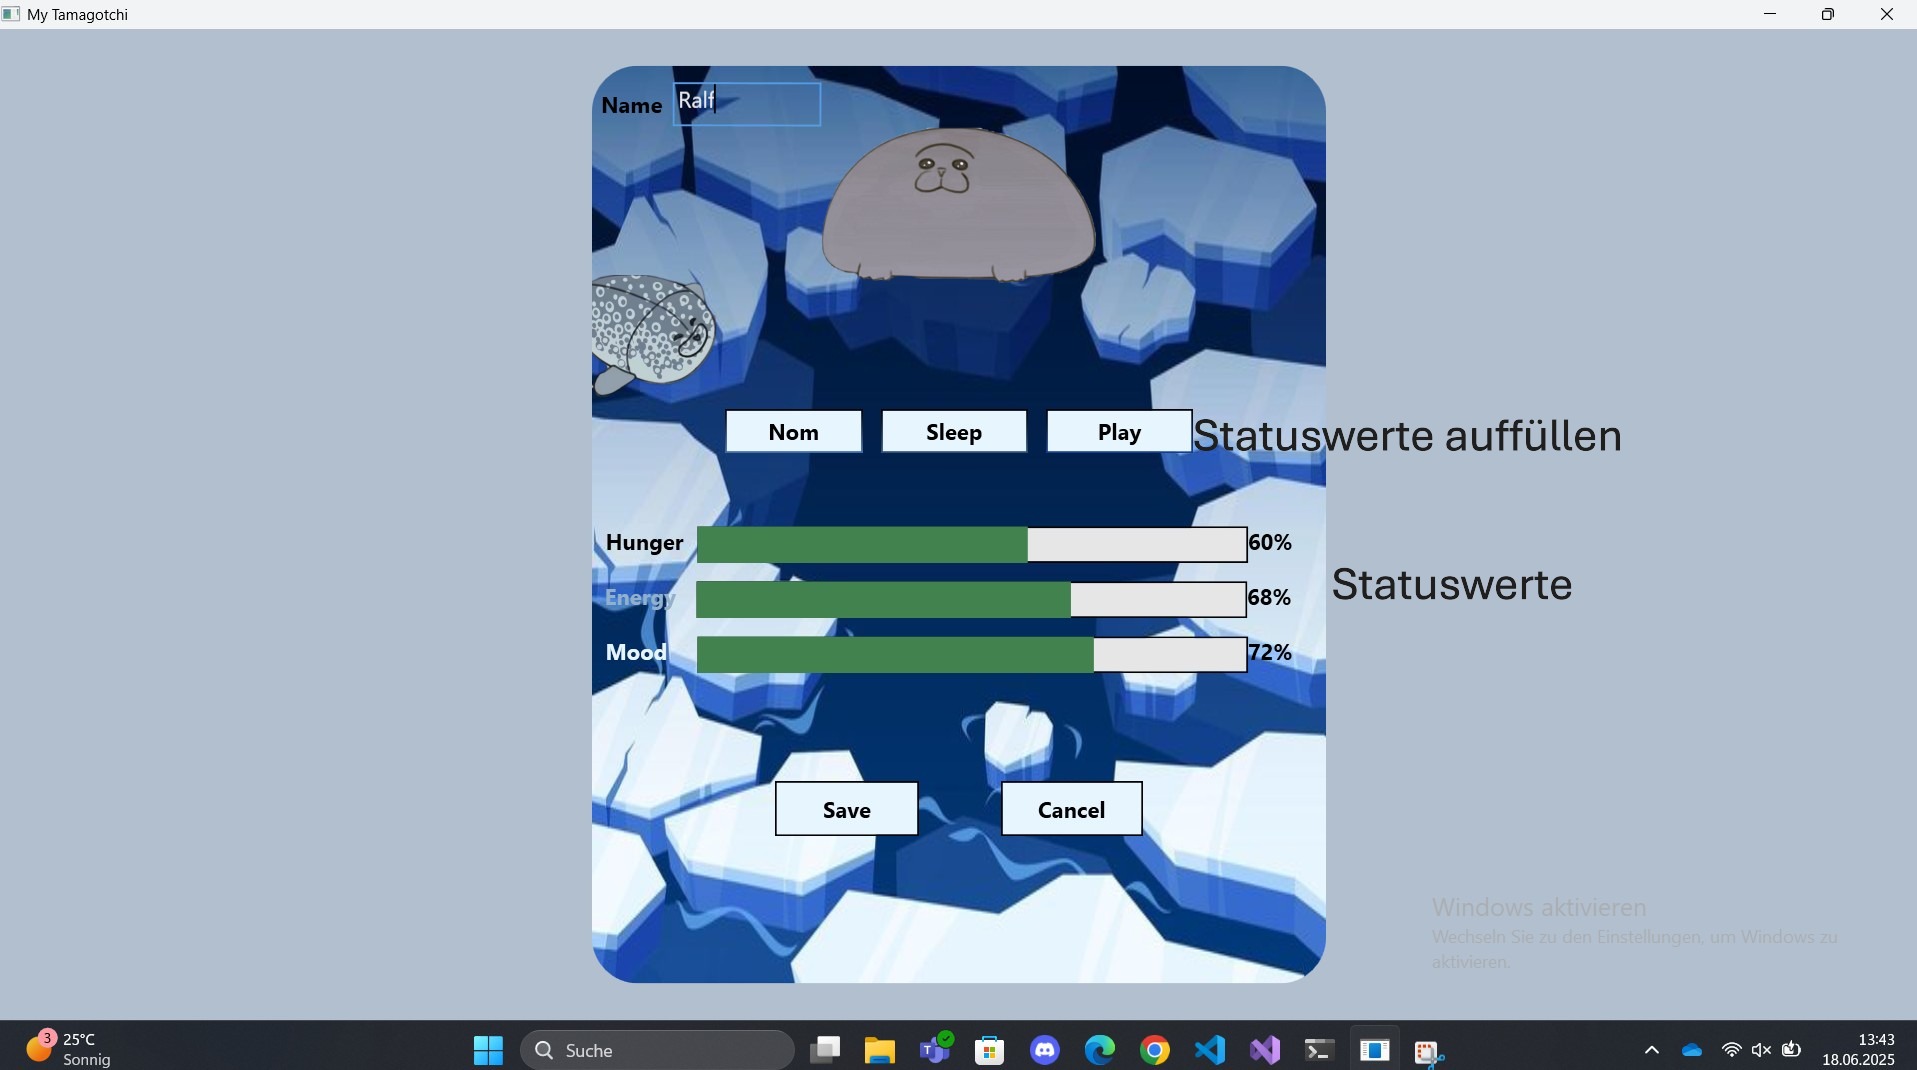 My Tamagotchi
Name Ralf
Nom Sleep Play Statuswerte auffüllen
Hunger 60%
Statuswerte
Energy 68%
Mood 72%
Save Cancel
Windows aktivieren
Wechseln Sie zu den Einstellungen, um Windows zu
aktivieren.
3 25°C
Sonnig
Suche
13:43
18.06.2025